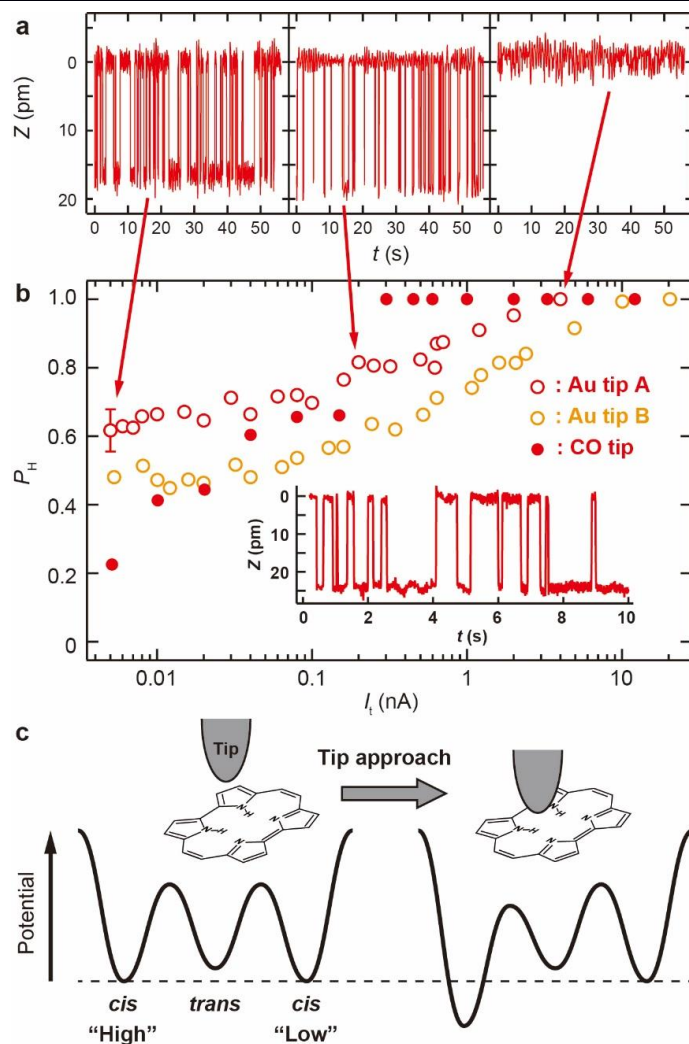 a
Z (pm)
0
10
20
0 10 20 30 40 50
0 10 20 30 40 50
0 10 20 30 40 50
t (s)
b
P_H
1.0
0.8
0.6
0.4
0.2
0
: Au tip A
: Au tip B
: CO tip
Z (pm)
0
10
20
0 2 4 6 8 10
t (s)
0.01 0.1 1 10
I_t (nA)
c
Tip
Tip approach
N H N N-H N
N H N N-H N
Potential
cis trans cis
"High" "Low"